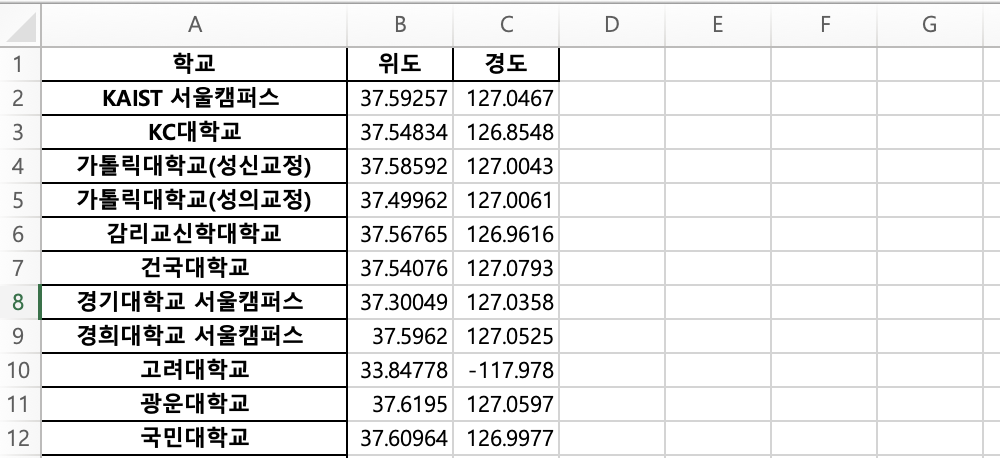 A B C D E F G
1 학교 위도 경도
2 KAIST 서울캠퍼스 37.59257 127.0467
3 KC대학교 37.54834 126.8548
4 가톨릭대학교(성신교정) 37.58592 127.0043
5 가톨릭대학교(성의교정) 37.49962 127.0061
6 감리교신학대학교 37.56765 126.9616
7 건국대학교 37.54076 127.0793
8 경기대학교 서울캠퍼스 37.30049 127.0358
9 경희대학교 서울캠퍼스 37.5962 127.0525
10 고려대학교 33.84778 -117.978
11 광운대학교 37.6195 127.0597
12 국민대학교 37.60964 126.9977